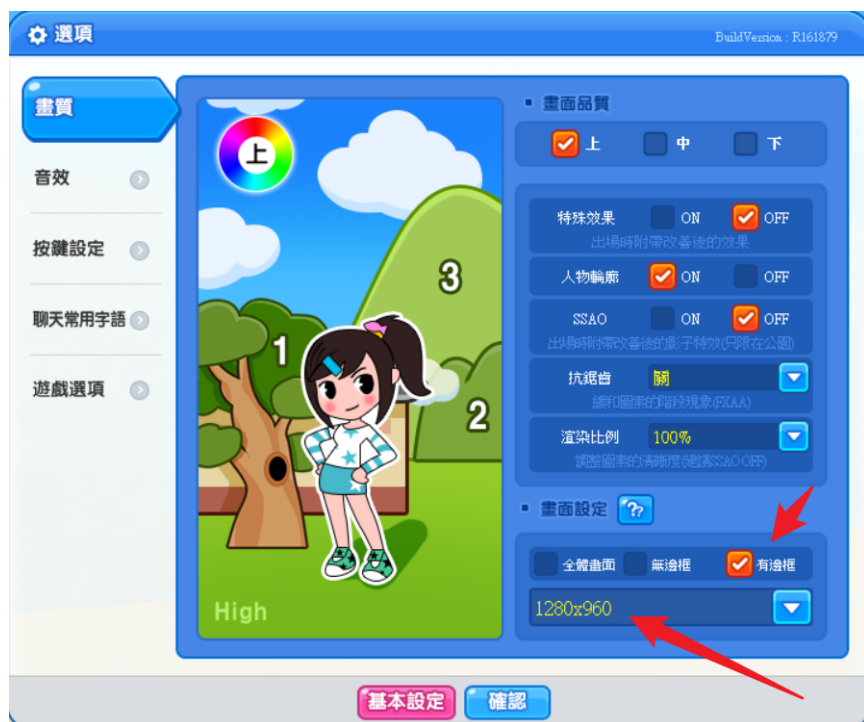 選項
BuildVersion : R161879
畫質
音效
按鍵設定
聊天常用字語
遊戲選項
上
3
1
2
High
畫面品質
上 中 下
特殊效果 ON OFF
出場時附帶改善後的效果
人物輪廓 ON OFF
SSAO ON OFF
出場時附帶改善後的影子特效(只限在公園)
抗鋸齒 關
緩和圖素的階段現象(FXAA)
渲染比例 100%
調整圖素的清晰度(建議SSAO OFF)
畫面設定 ??
全體畫面 無邊框 有邊框
1280x960
基本設定 確認